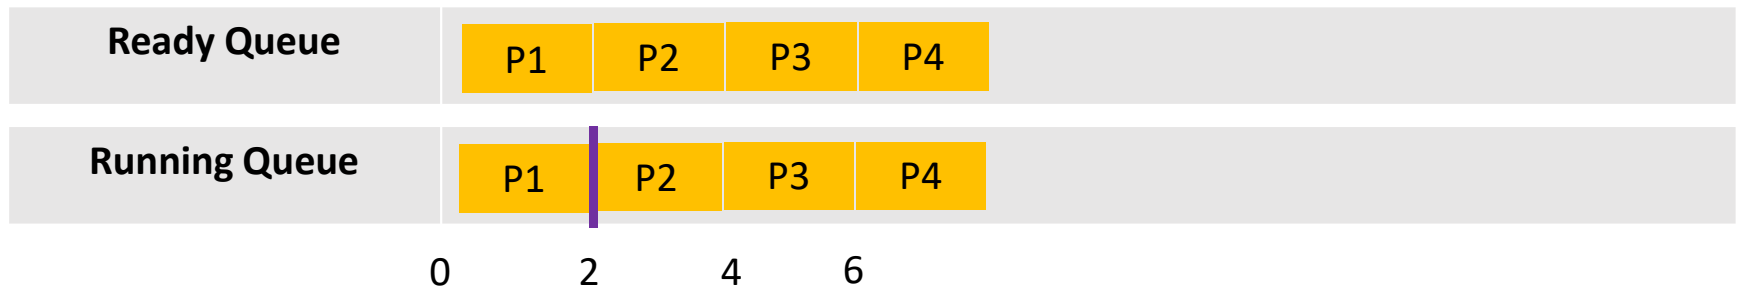 Ready Queue P1 P2 P3 P4
Running Queue P1 P2 P3 P4
0 2 4 6